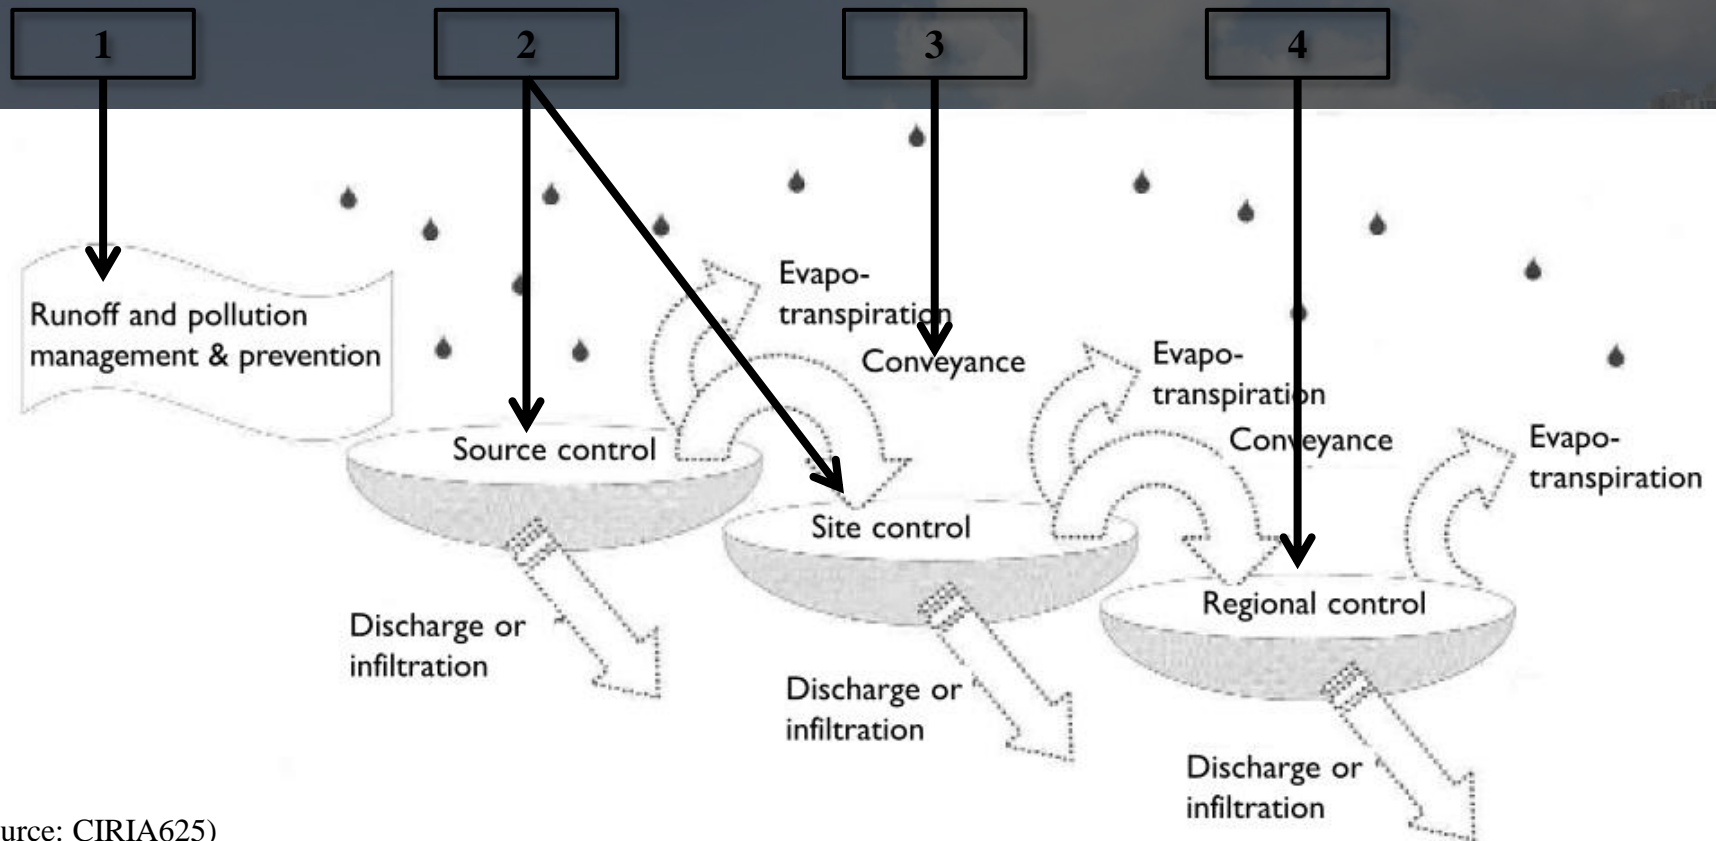 1
2
3
4
Evapo-
transpiration
Runoff and pollution
management & prevention
Conveyance
Evapo-
transpiration
Source control
Conveyance
Evapo-
transpiration
Site control
Regional control
Discharge or
infiltration
Discharge or
infiltration
Discharge or
infiltration
urce: CIRIA625)